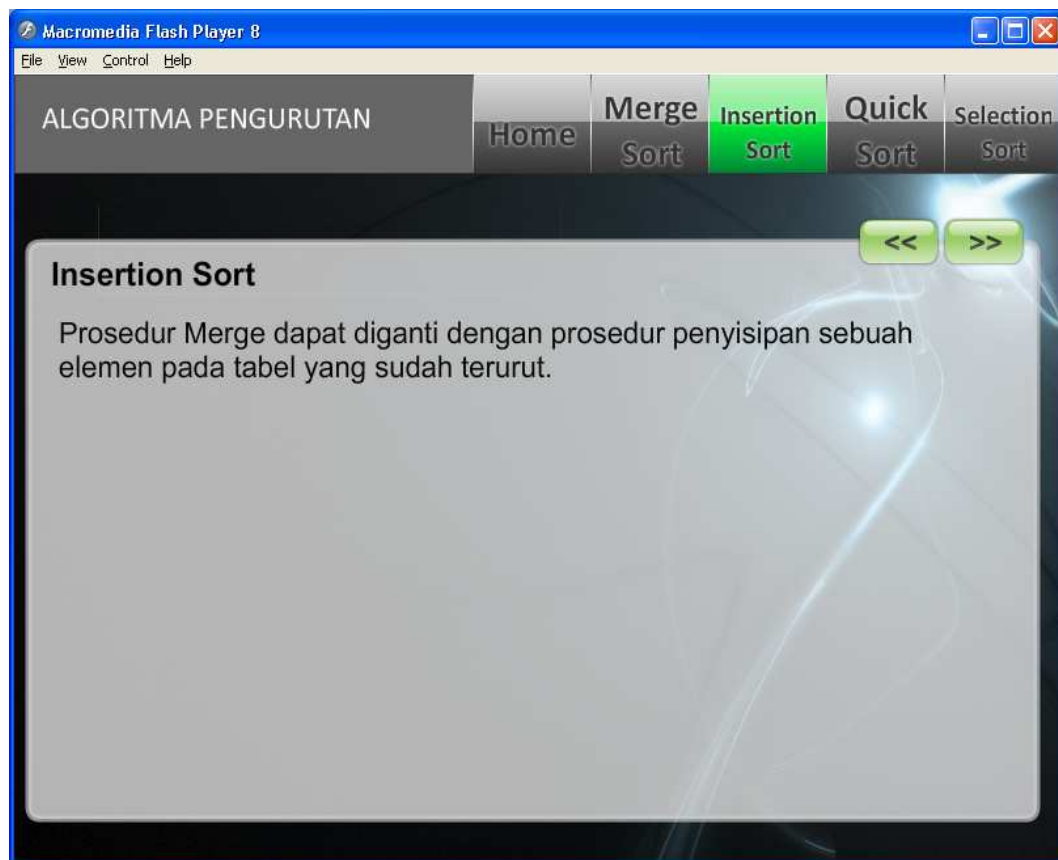 Macromedia Flash Player 8
File View Control Help
ALGORITMA PENGURUTAN
Home
Merge
Sort
Insertion
Sort
Quick
Sort
Selection
Sort
<< >>
Insertion Sort
Prosedur Merge dapat diganti dengan prosedur penyisipan sebuah
elemen pada tabel yang sudah terurut.